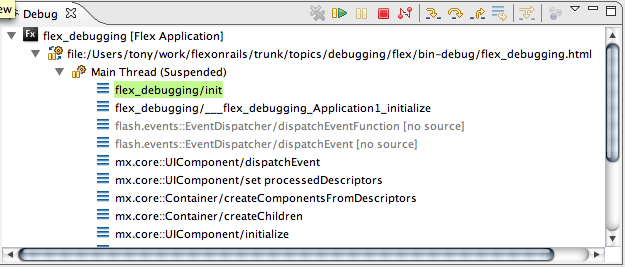 ew
Debug
Fx flex_debugging [Flex Application]
file:/Users/tony/work/flexonrails/trunk/topics/debugging/flex/bin-debug/flex_debugging.html
Main Thread (Suspended)
flex_debugging/init
flex_debugging/___flex_debugging_Application1_initialize
flash.events::EventDispatcher/dispatchEventFunction [no source]
flash.events::EventDispatcher/dispatchEvent [no source]
mx.core::UIComponent/dispatchEvent
mx.core::UIComponent/set processedDescriptors
mx.core::Container/createComponentsFromDescriptors
mx.core::Container/createChildren
mx.core::UIComponent/initialize